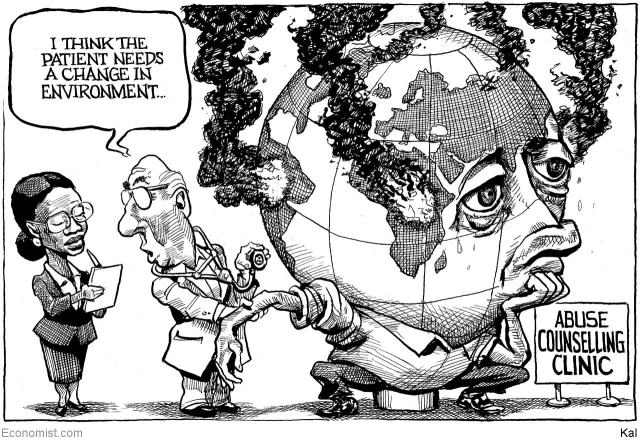 I THINK THE
PATIENT NEEDS
A CHANGE IN
ENVIRONMENT...
ABUSE
COUNSELLING
CLINIC
Economist.com
Kal